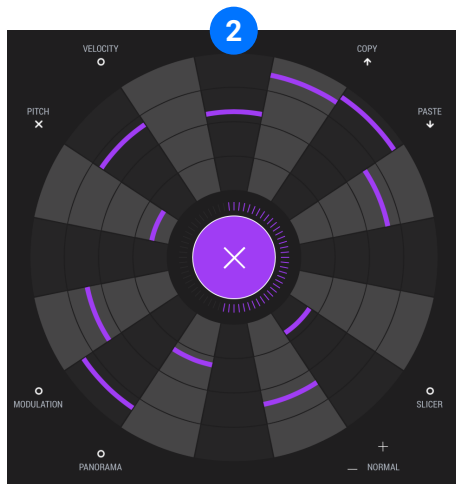 2
VELOCITY
COPY
PITCH
PASTE
MODULATION
SLICER
PANORAMA
NORMAL